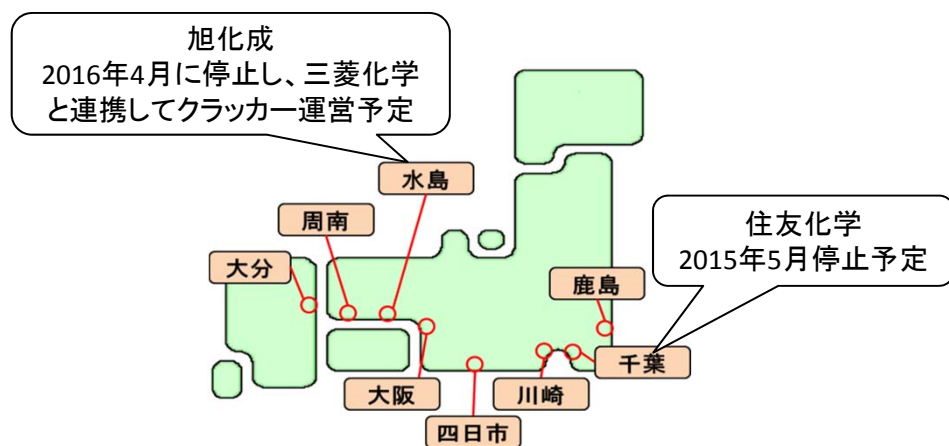 旭化成
2016年4月に停止し、三菱化学
と連携してクラッカー運営予定
水島
周南
大分
住友化学
2015年5月停止予定
鹿島
千葉
大阪
川崎
四日市